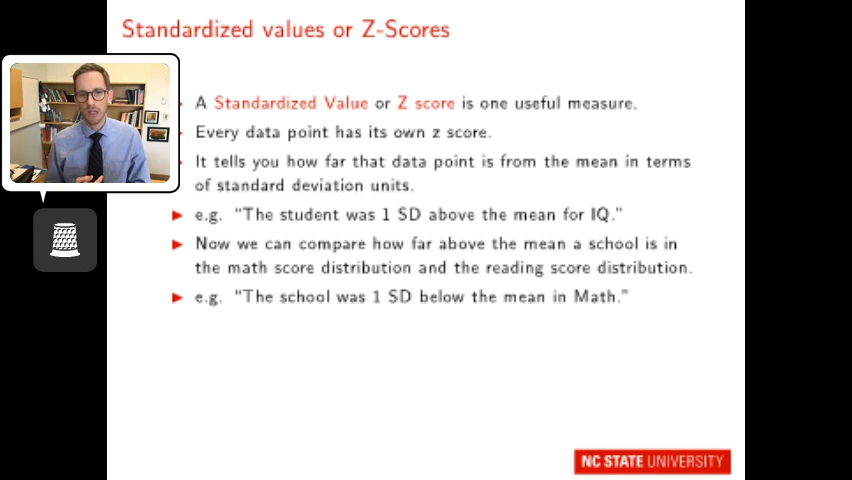 Standardized values or Z-Scores
A Standardized Value or Z score is one useful measure.
Every data point has its own z score.
It tells you how far that data point is from the mean in terms
of standard deviation units.
e.g. "The student was 1 SD above the mean for IQ."
Now we can compare how far above the mean a school is in
the math score distribution and the reading score distribution.
e.g. "The school was 1 SD below the mean in Math."
NC STATE UNIVERSITY